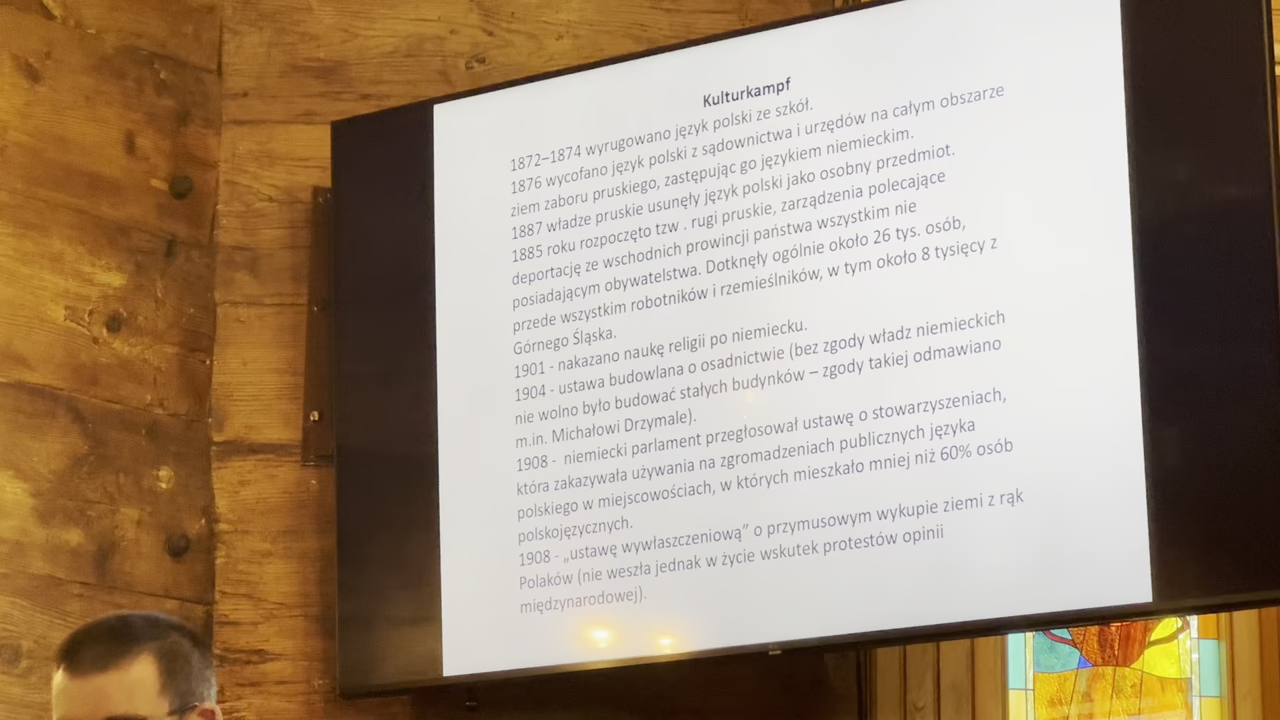 Kulturkampf
1872–1874 wyrugowano język polski ze szkół.
1876 wycofano język polski z sądownictwa i urzędów na całym obszarze
ziem zaboru pruskiego, zastępując go językiem niemieckim.
1887 władze pruskie usunęły język polski jako osobny przedmiot.
1885 roku rozpoczęto tzw . rugi pruskie, zarządzenia polecające
deportację ze wschodnich prowincji państwa wszystkim nie
posiadającym obywatelstwa. Dotknęły ogólnie około 26 tys. osób,
przede wszystkim robotników i rzemieślników, w tym około 8 tysięcy z
Górnego Śląska.
1901 - nakazano naukę religii po niemiecku.
1904 - ustawa budowlana o osadnictwie (bez zgody władz niemieckich
nie wolno było budować stałych budynków – zgody takiej odmawiano
m.in. Michałowi Drzymale).
1908 - niemiecki parlament przegłosował ustawę o stowarzyszeniach,
która zakazywała używania na zgromadzeniach publicznych języka
polskiego w miejscowościach, w których mieszkało mniej niż 60% osób
polskojęzycznych.
1908 - „ustawę wywłaszczeniową” o przymusowym wykupie ziemi z rąk
Polaków (nie weszła jednak w życie wskutek protestów opinii
międzynarodowej).